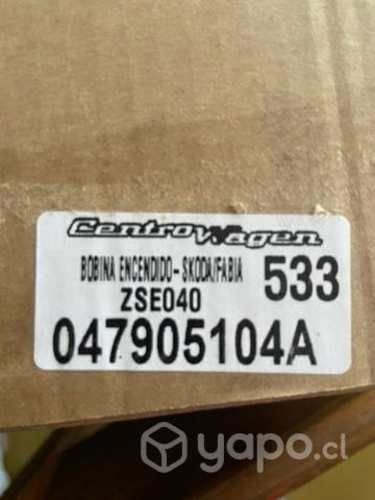 CentroWagen
BOBINA ENCENDIDO-SKODA/FABIA 533
ZSE040
047905104A
yapo.cl